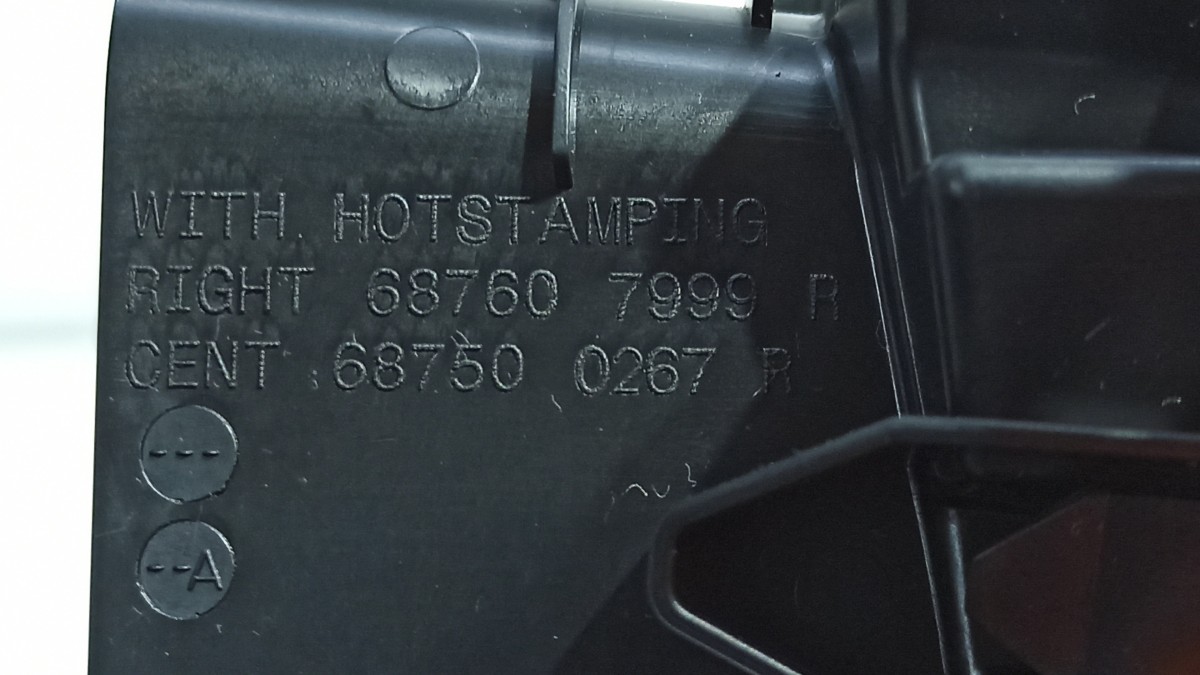 WITH HOTSTAMPING
RIGHT 68760 7999 R
CENT 68750 0267 R
---
--A